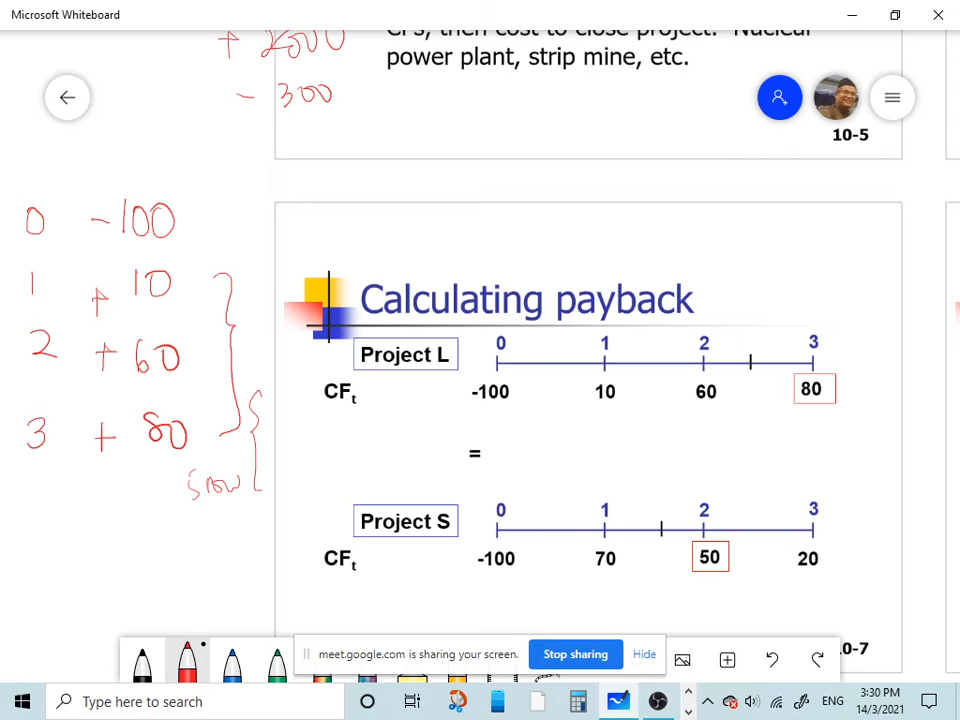 Microsoft Whiteboard
+ 2000
- 300
CFs, then cost to close project. Nuclear
power plant, strip mine, etc.
10-5
0 -100
1 + 10
2 + 60
3 + 80
Calculating payback
Project L
0 1 2 3
CFt -100 10 60 80
=
Project S
0 1 2 3
CFt -100 70 50 20
10-7
meet.google.com is sharing your screen. Stop sharing Hide
Type here to search
ENG
3:30 PM
14/3/2021